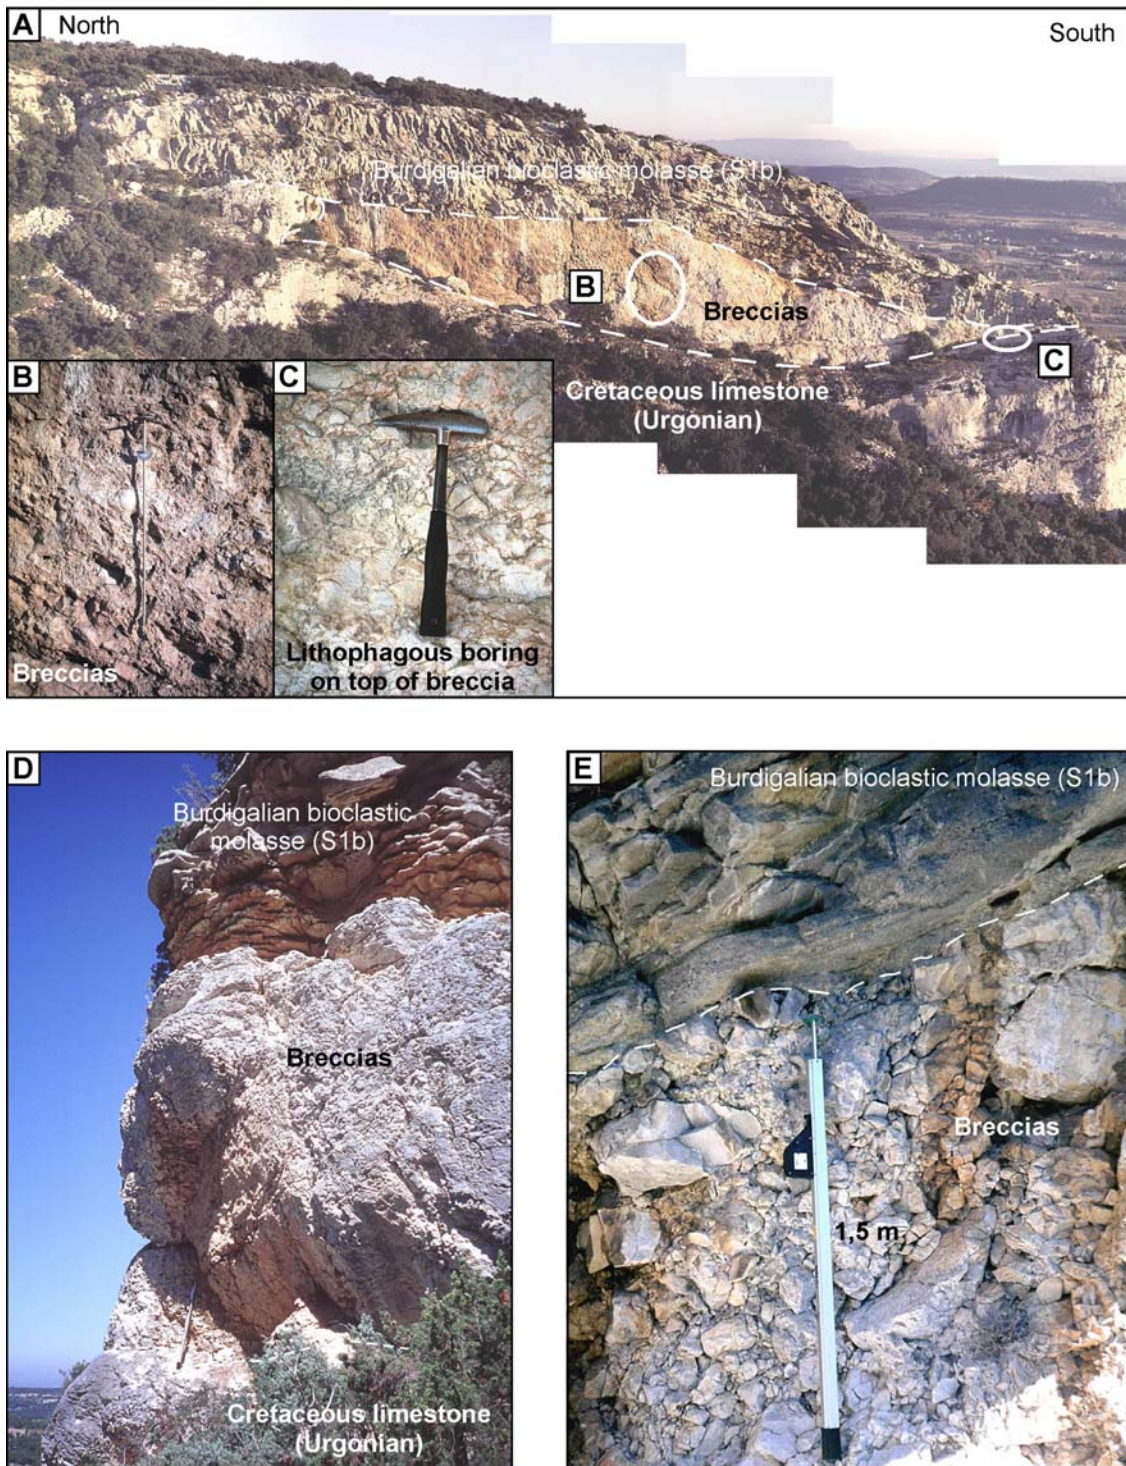 A
North
South
Burdigalian bioclastic molasse (S1b)
B
Breccias
C
Cretaceous limestone
(Urgonian)
B
Breccias
C
Lithophagous boring
on top of breccia
D
Burdigalian bioclastic
molasse (S1b)
Breccias
Cretaceous limestone
(Urgonian)
E
Burdigalian bioclastic molasse (S1b)
Breccias
1,5 m